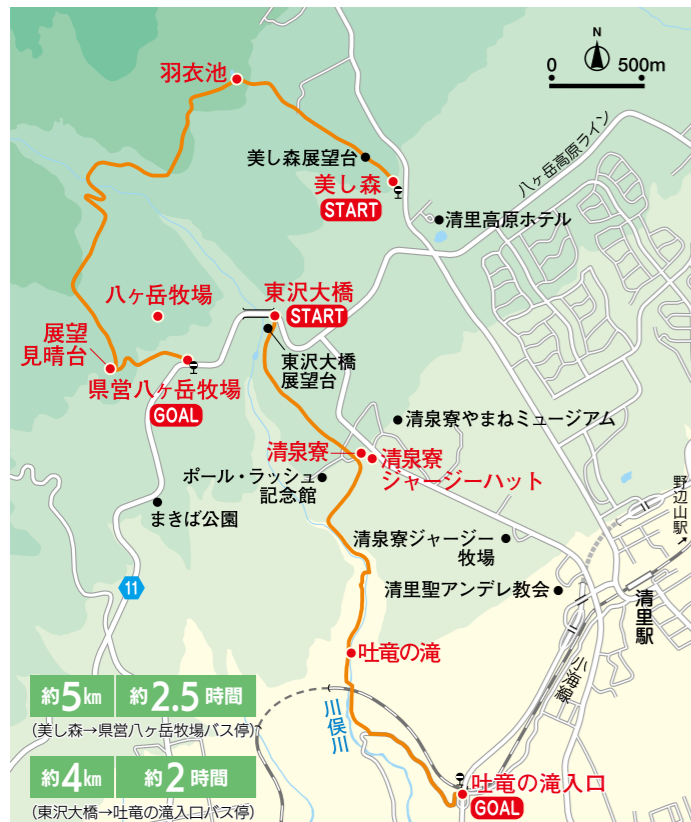 N
0 500m
羽衣池
美し森展望台
美し森
START
八ヶ岳高原ライン
清里高原ホテル
八ヶ岳牧場
東沢大橋
START
展望
見晴台
東沢大橋
展望台
県営八ヶ岳牧場
GOAL
清泉寮やまねミュージアム
清泉寮
清泉寮
ジャージーハット
ポール・ラッシュ
記念館
まきば公園
野辺山駅
清泉寮ジャージー
牧場
清里聖アンデレ教会
清里駅
11
小海線
吐竜の滝
川俣川
約5km 約2.5時間
(美し森→県営八ヶ岳牧場バス停)
約4km 約2時間
(東沢大橋→吐竜の滝入口バス停)
吐竜の滝入口
GOAL